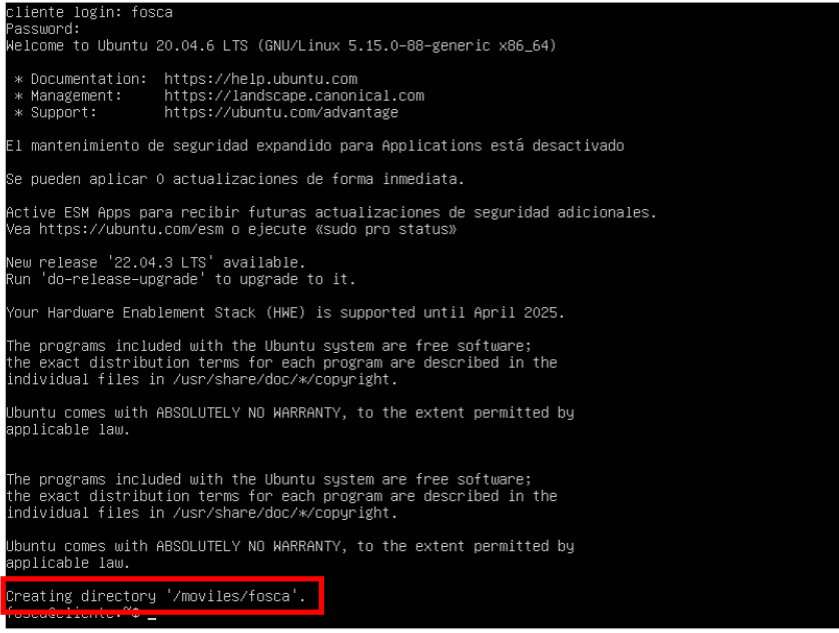 cliente login: fosca
Password:
Welcome to Ubuntu 20.04.6 LTS (GNU/Linux 5.15.0-88-generic x86_64)
* Documentation: https://help.ubuntu.com
* Management: https://landscape.canonical.com
* Support: https://ubuntu.com/advantage
El mantenimiento de seguridad expandido para Applications está desactivado
Se pueden aplicar 0 actualizaciones de forma inmediata.
Active ESM Apps para recibir futuras actualizaciones de seguridad adicionales.
Vea https://ubuntu.com/esm o ejecute «sudo pro status»
New release '22.04.3 LTS' available.
Run 'do-release-upgrade' to upgrade to it.
Your Hardware Enablement Stack (HWE) is supported until April 2025.
The programs included with the Ubuntu system are free software;
the exact distribution terms for each program are described in the
individual files in /usr/share/doc/*/copyright.
Ubuntu comes with ABSOLUTELY NO WARRANTY, to the extent permitted by
applicable law.
The programs included with the Ubuntu system are free software;
the exact distribution terms for each program are described in the
individual files in /usr/share/doc/*/copyright.
Ubuntu comes with ABSOLUTELY NO WARRANTY, to the extent permitted by
applicable law.
Creating directory '/moviles/fosca'.
fosca@cliente:~$ _